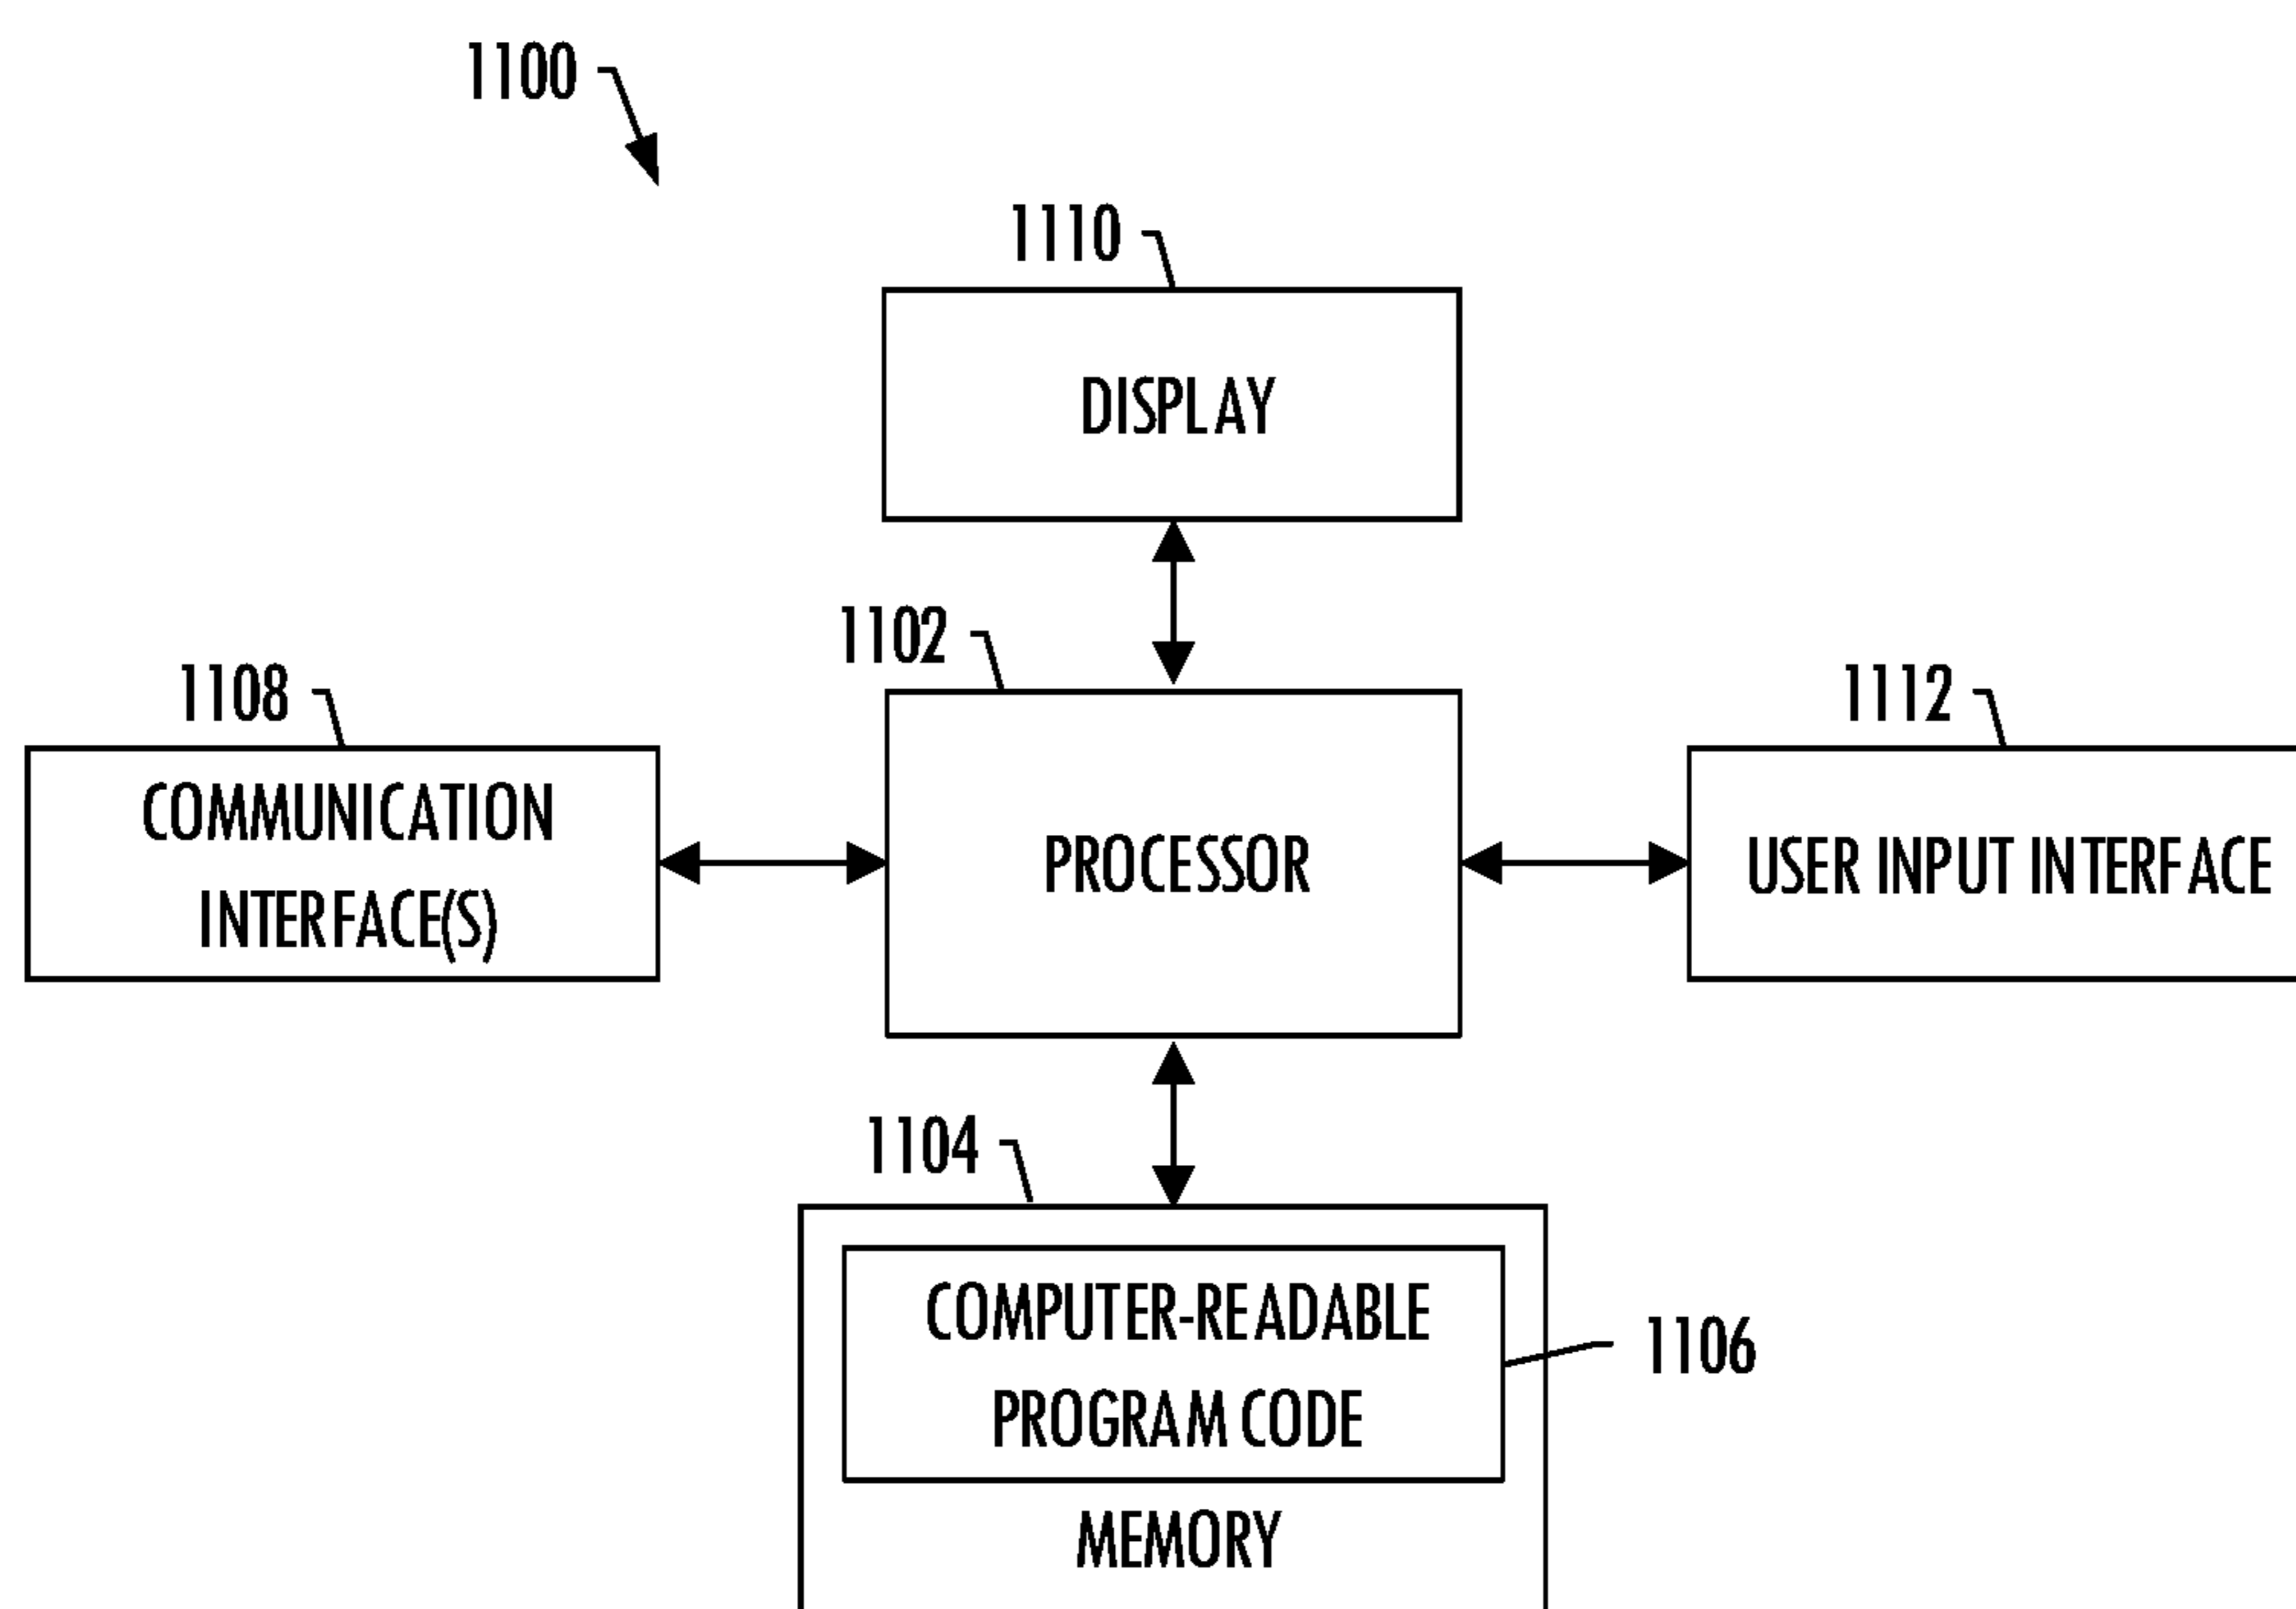 1100
1110
DISPLAY
1102
1108
1112
COMMUNICATION
INTERFACE(S)
PROCESSOR
USER INPUT INTERFACE
1104
COMPUTER-READABLE
PROGRAM CODE
1106
MEMORY